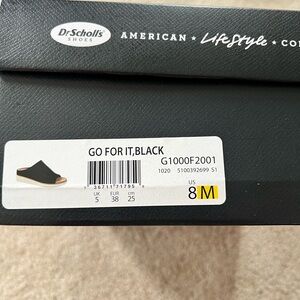 Dr.Scholl's
SHOES
AMERICAN ★ LifeStyle ★ CO
GO FOR IT,BLACK
G1000F2001
1020 5100392699 S1
UK EUR CM
5 38 25
US
8 M